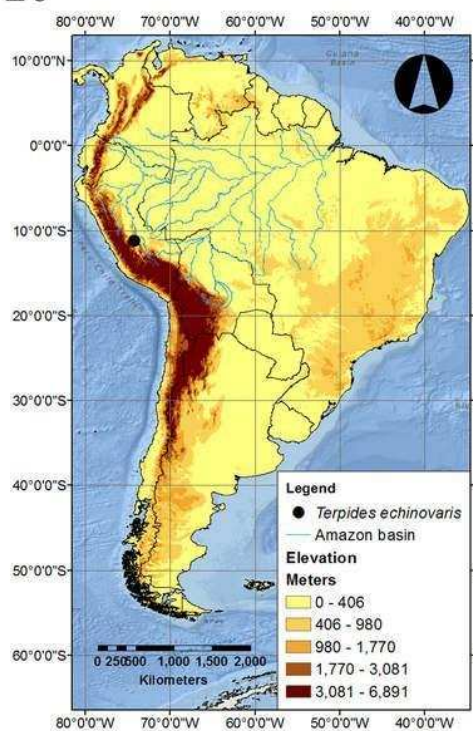 80°0'0"W 70°0'0"W 60°0'0"W 50°0'0"W 40°0'0"W
10°0'0"N
0°0'0"
10°0'0"S
20°0'0"S
30°0'0"S
40°0'0"S
50°0'0"S
60°0'0"S
Guiana
Basin
Legend
Terpides echinovaris
Amazon basin
Elevation
Meters
0 - 406
406 - 980
980 - 1,770
1,770 - 3,081
3,081 - 6,891
0 250 500 1,000 1,500 2,000
Kilometers
80°0'0"W 70°0'0"W 60°0'0"W 50°0'0"W 40°0'0"W